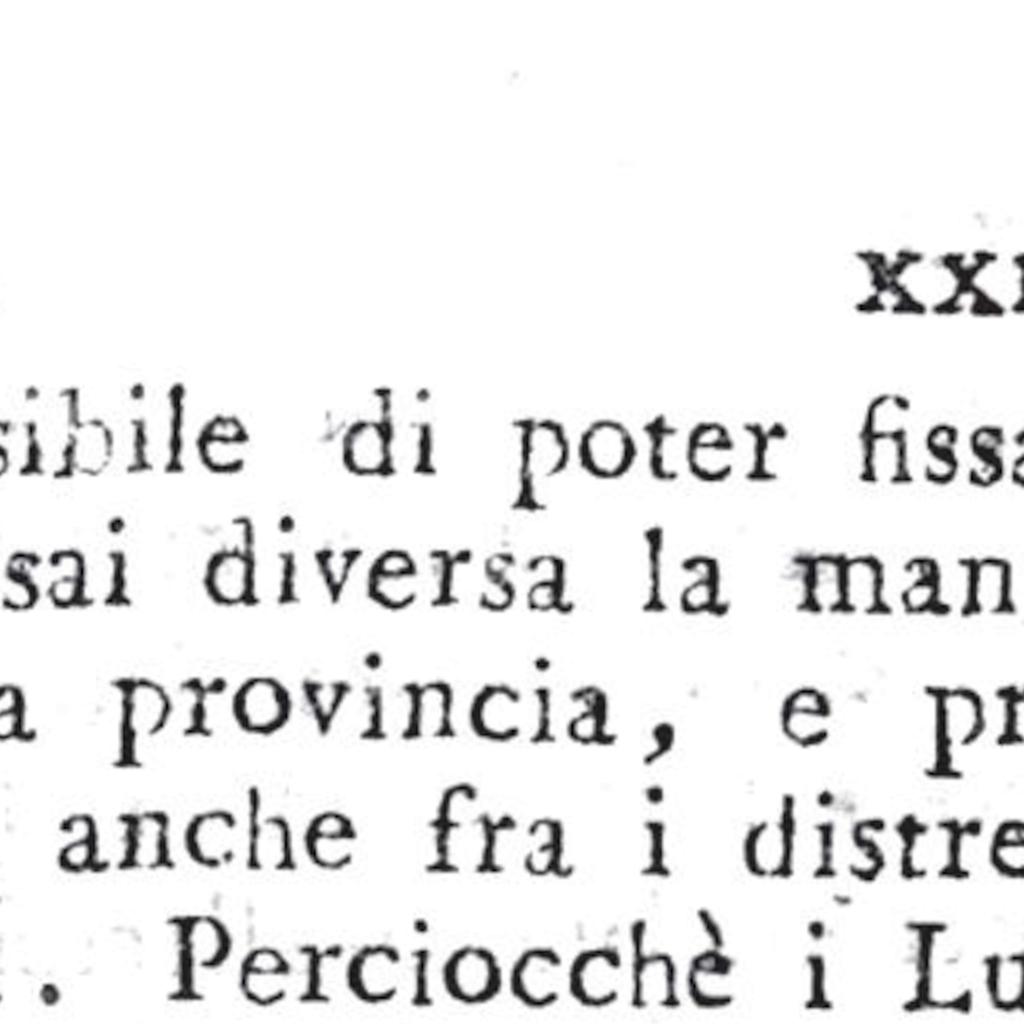 xxi
sibile di poter fissa
sai diversa la man
a provincia, e pr
anche fra i distre
. Perciocchè i Lu